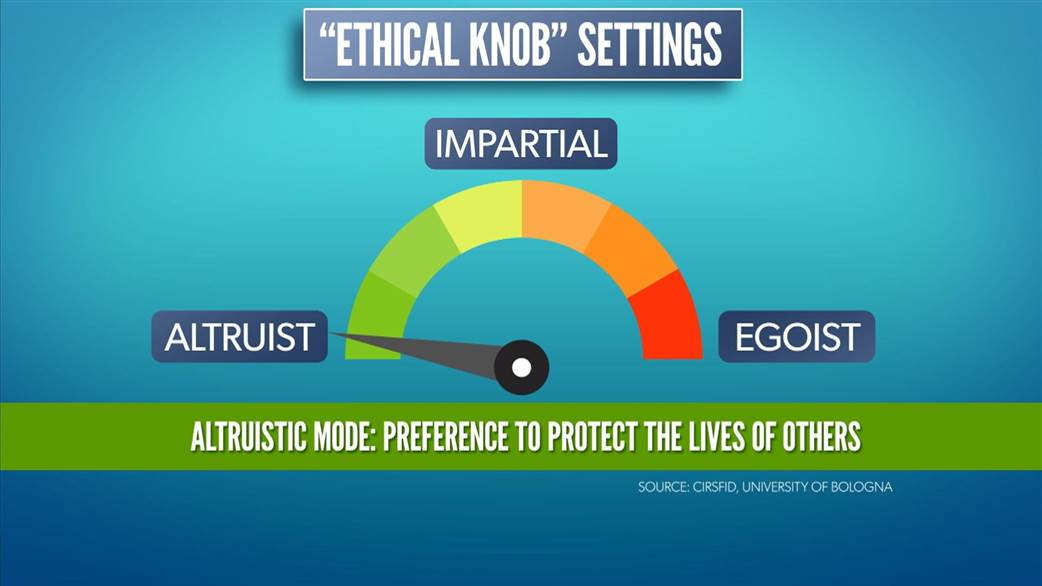 “ETHICAL KNOB” SETTINGS
IMPARTIAL
ALTRUIST
EGOIST
ALTRUISTIC MODE: PREFERENCE TO PROTECT THE LIVES OF OTHERS
SOURCE: CIRSFID, UNIVERSITY OF BOLOGNA